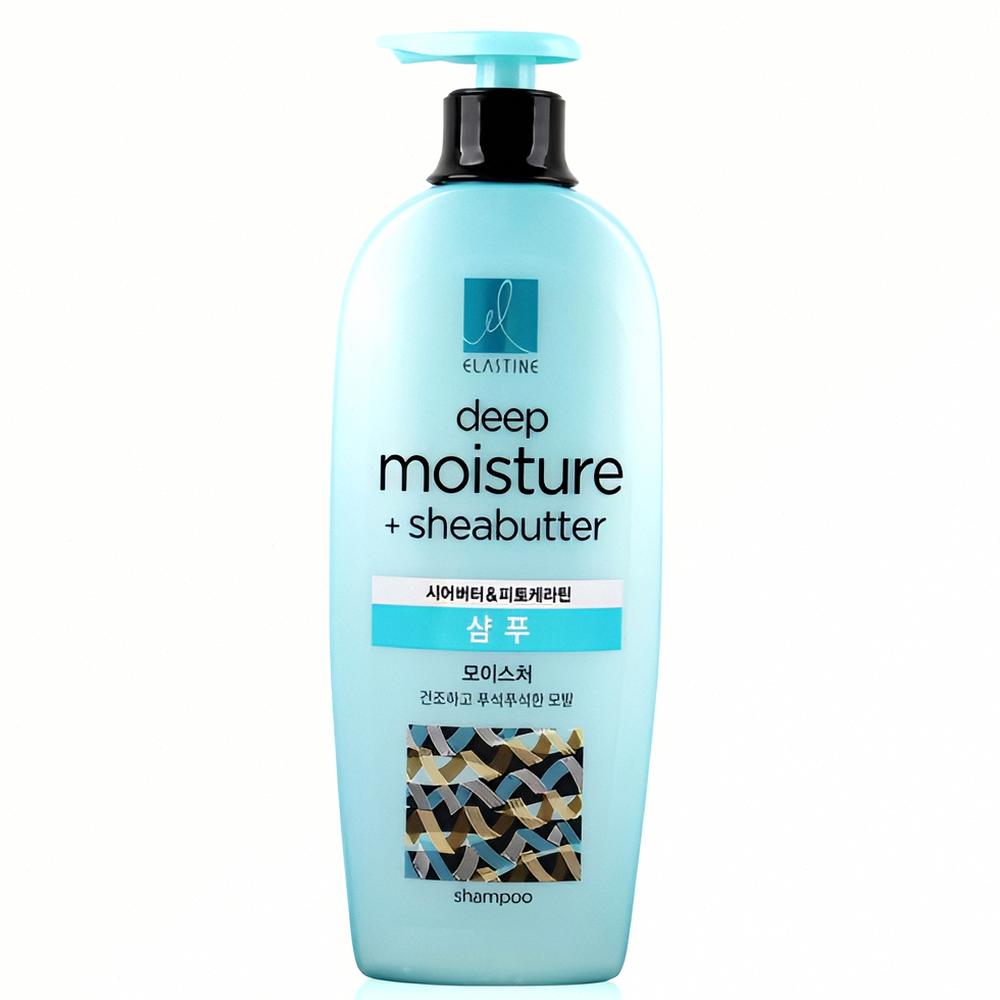 el
ELASTINE
deep
moisture
+ sheabutter
시어버터&피토케라틴
샴푸
모이스처
건조하고 푸석푸석한 모발
shampoo